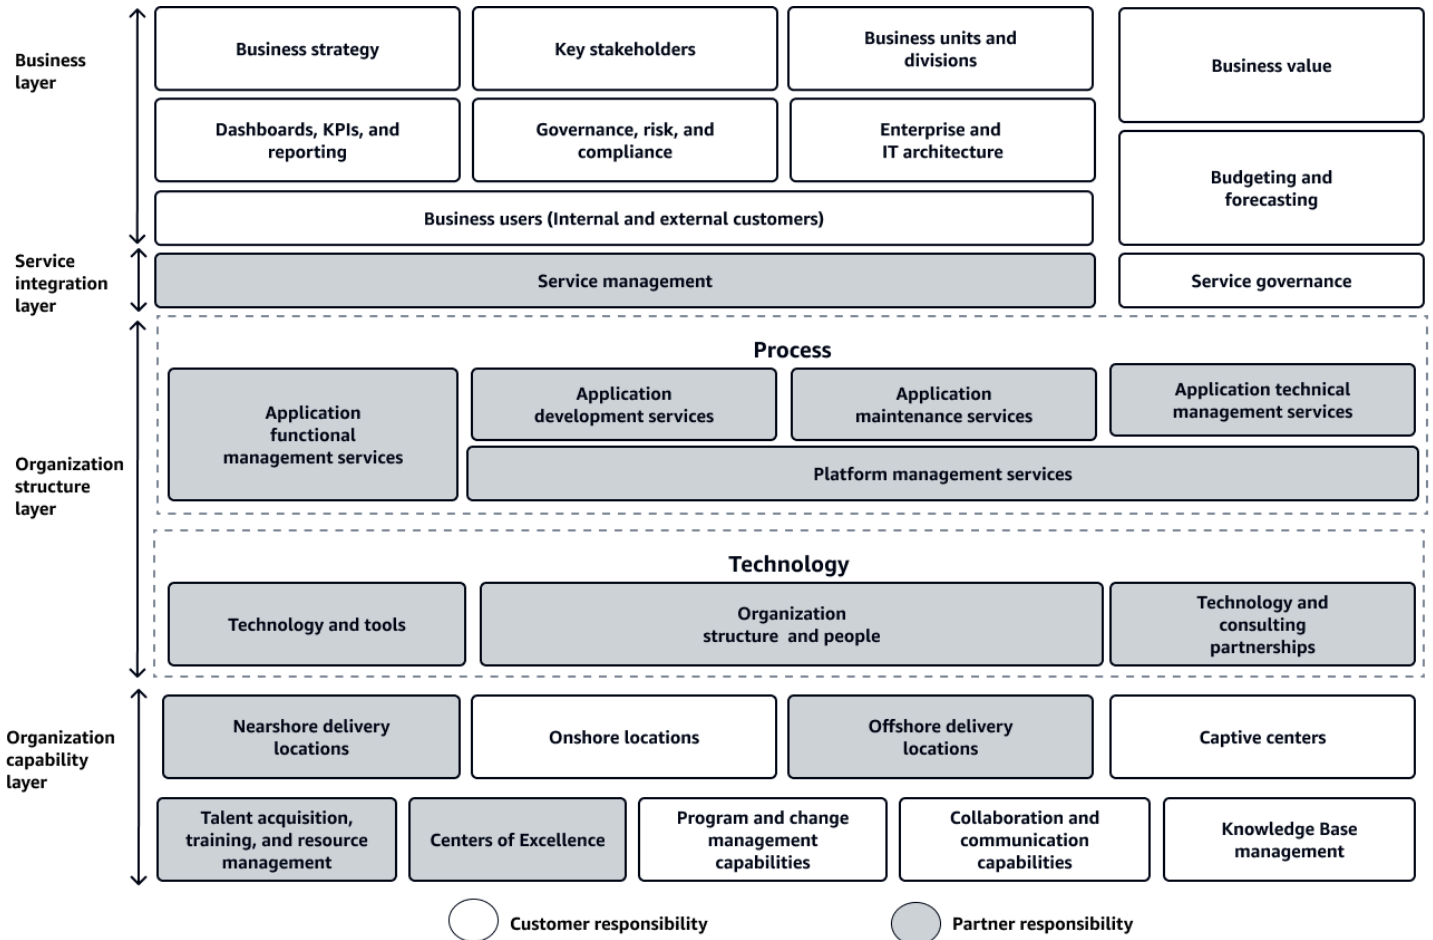 Business
layer
Business strategy
Key stakeholders
Business units and
divisions
Business value
Dashboards, KPIs, and
reporting
Governance, risk, and
compliance
Enterprise and
IT architecture
Budgeting and
forecasting
Business users (Internal and external customers)
Service
integration
layer
Service management
Service governance
Organization
structure
layer
Process
Application
functional
management services
Application
development services
Application
maintenance services
Application technical
management services
Platform management services
Technology
Technology and tools
Organization
structure and people
Technology and
consulting
partnerships
Organization
capability
layer
Nearshore delivery
locations
Onshore locations
Offshore delivery
locations
Captive centers
Talent acquisition,
training, and resource
management
Centers of Excellence
Program and change
management
capabilities
Collaboration and
communication
capabilities
Knowledge Base
management
Customer responsibility
Partner responsibility